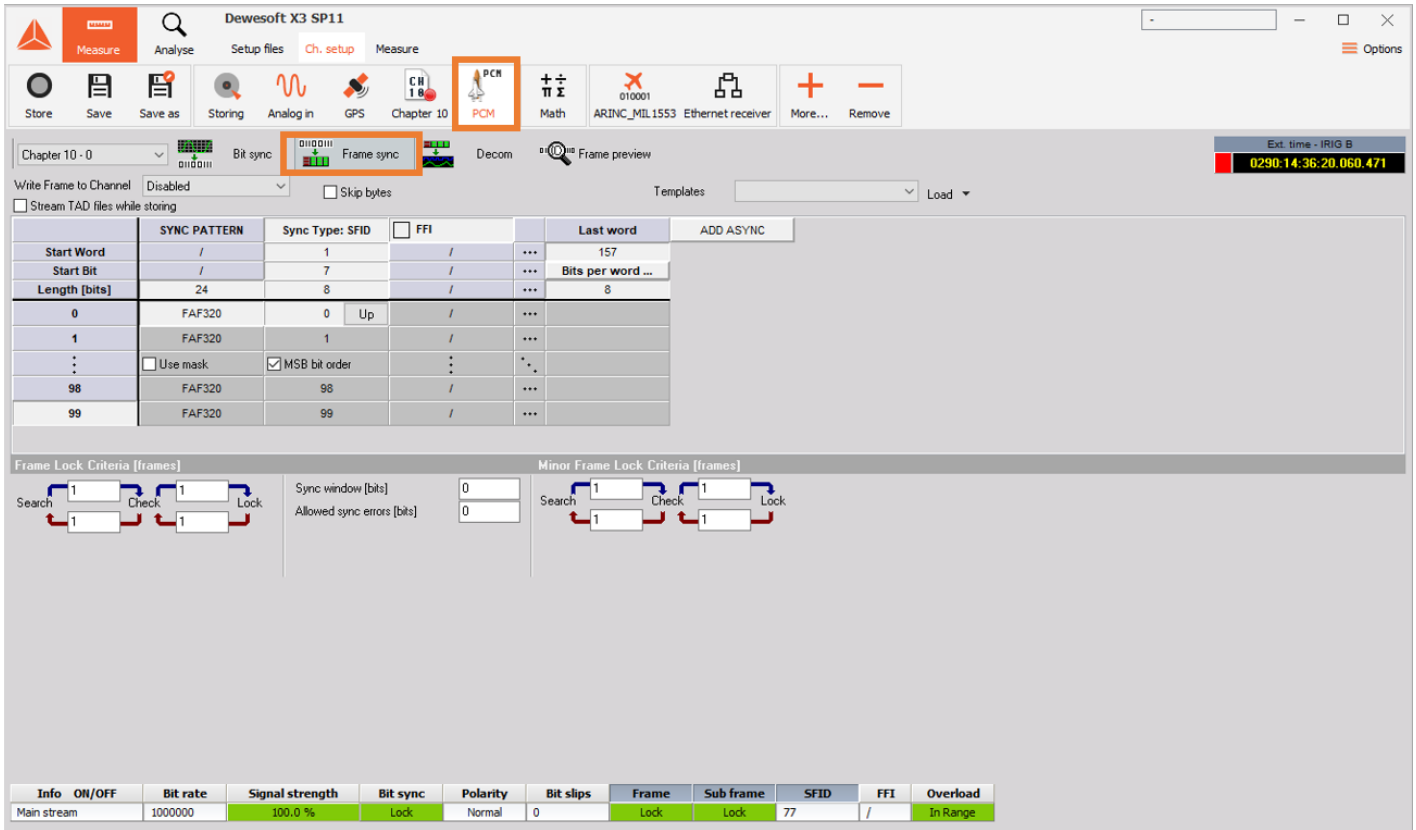 Dewesoft X3 SP11
-
Measure Analyse Setup files Ch. setup Measure
Options
PCM
CH
10
010001
Store Save Save as Storing Analog in GPS Chapter 10 PCM Math ARINC_MIL1553 Ethernet receiver More... Remove
Chapter 10 - 0 Bit sync Frame sync Decom Frame preview
Ext. time - IRIG B
0290:14:36:20.060.471
Write Frame to Channel Disabled Skip bytes Templates Load
Stream TAD files while storing
SYNC PATTERN Sync Type: SFID FFI Last word ADD ASYNC
Start Word / 1 / ... 157
Start Bit / 7 / ... Bits per word ...
Length [bits] 24 8 / ... 8
0 FAF320 0 Up / ...
1 FAF320 1 / ...
Use mask MSB bit order
98 FAF320 98 / ...
99 FAF320 99 / ...
Frame Lock Criteria [frames] Minor Frame Lock Criteria [frames]
Search 1 Check 1 Lock
1 1
Sync window [bits] 0
Allowed sync errors [bits] 0
Search 1 Check 1 Lock
1 1
Info ON/OFF Bit rate Signal strength Bit sync Polarity Bit slips Frame Sub frame SFID FFI Overload
Main stream 1000000 100.0 % Lock Normal 0 Lock Lock 77 / In Range